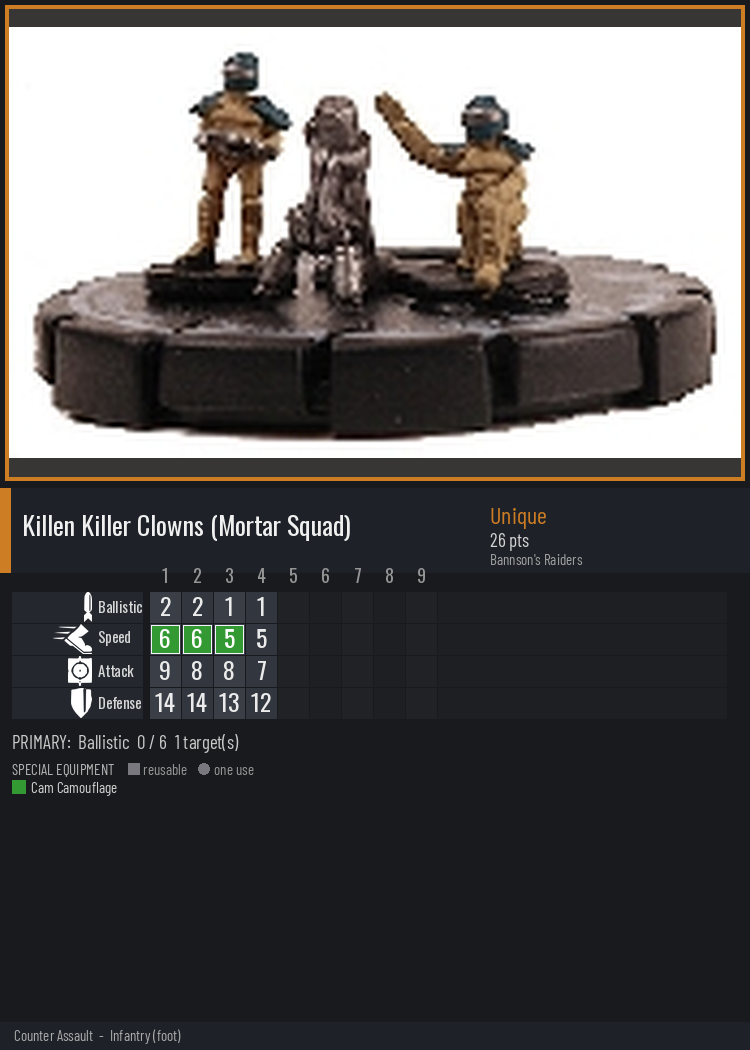 Killen Killer Clowns (Mortar Squad)
Unique
26 pts
Bannson's Raiders
1 2 3 4 5 6 7 8 9
Ballistic 2 2 1 1
Speed 6 6 5 5
Attack 9 8 8 7
Defense 14 14 13 12
PRIMARY: Ballistic 0 / 6 1 target(s)
SPECIAL EQUIPMENT reusable one use
Cam Camouflage
Counter Assault - Infantry (foot)